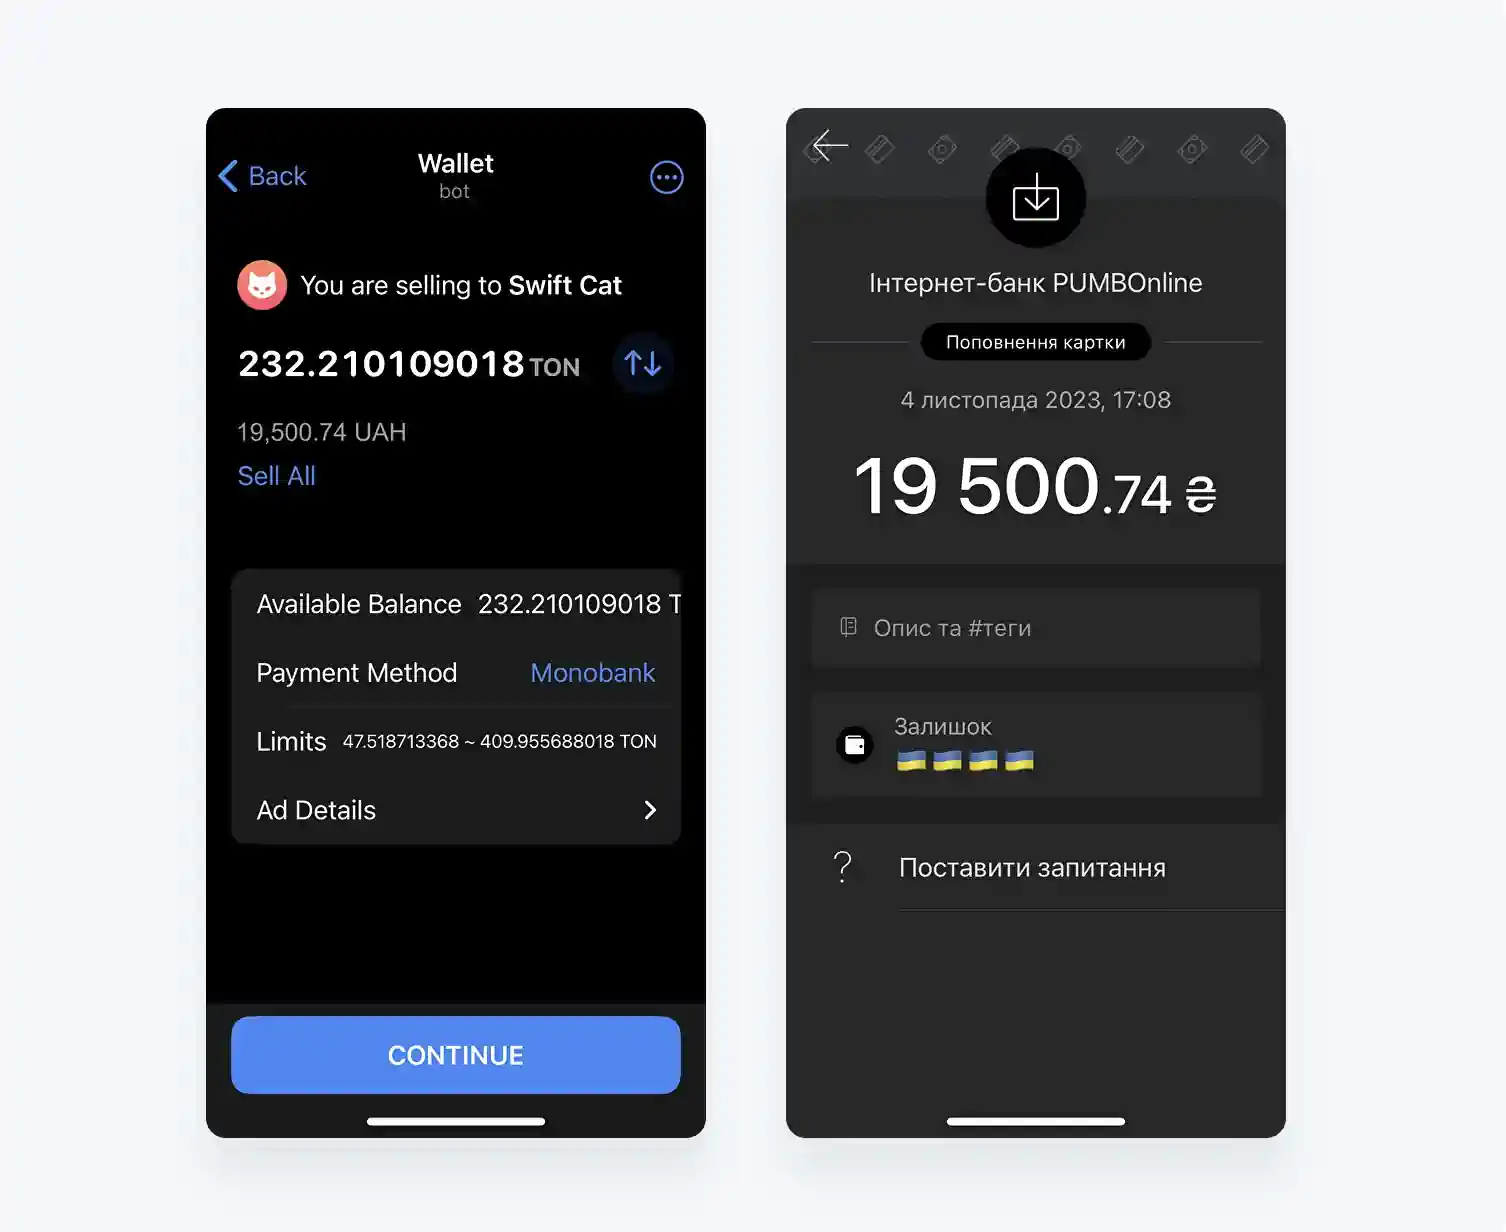 Back
Wallet
bot
You are selling to Swift Cat
232.210109018 TON
19,500.74 UAH
Sell All
Available Balance 232.210109018 T
Payment Method Monobank
Limits 47.518713368 ~ 409.955688018 TON
Ad Details
CONTINUE
Інтернет-банк PUMBOnline
Поповнення картки
4 листопада 2023, 17:08
19 500.74 ₴
Опис та #теги
Залишок
Поставити запитання